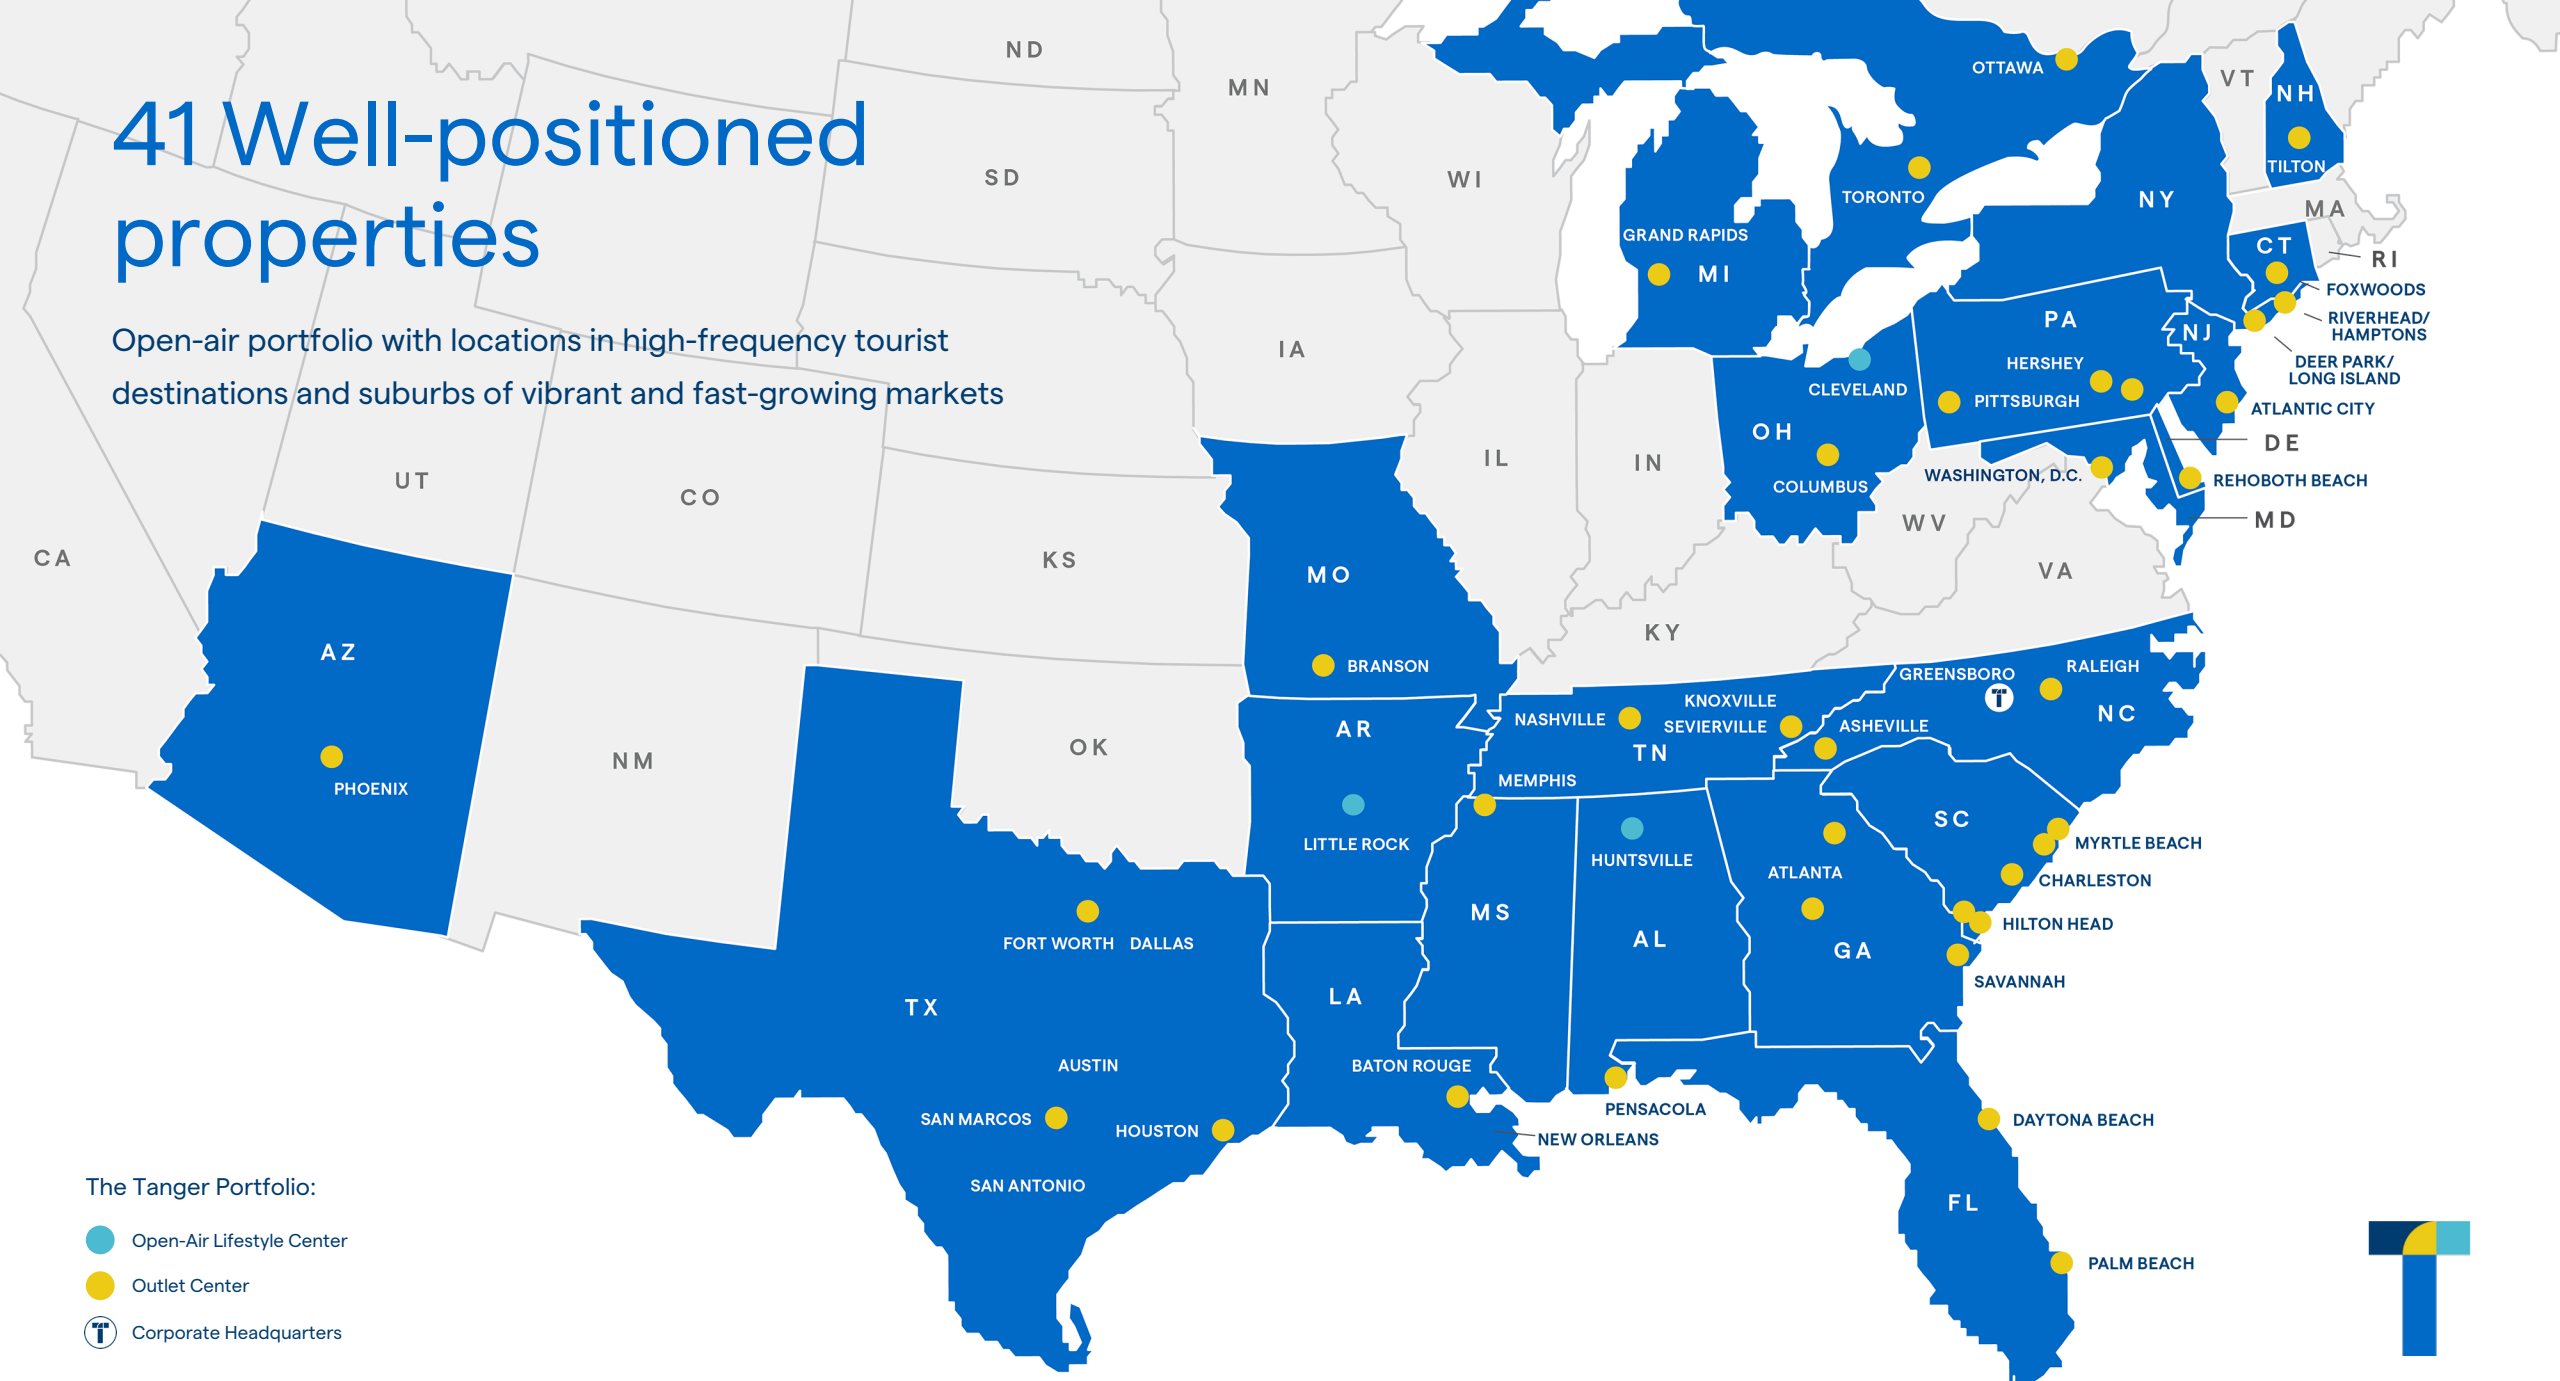 41 Well-positioned
properties
Open-air portfolio with locations in high-frequency tourist
destinations and suburbs of vibrant and fast-growing markets
ND
MN
SD
WI
IA
UT
CO
KS
CA
AZ
PHOENIX
NM
OK
TX
FORT WORTH DALLAS
AUSTIN
SAN MARCOS
HOUSTON
SAN ANTONIO
MO
BRANSON
AR
LITTLE ROCK
LA
BATON ROUGE
NEW ORLEANS
IL
IN
KY
GRAND RAPIDS
MI
OTTAWA
TORONTO
OH
CLEVELAND
COLUMBUS
PA
HERSHEY
PITTSBURGH
NY
VT
NH
TILTON
MA
CT
RI
FOXWOODS
RIVERHEAD/
HAMPTONS
NJ
DEER PARK/
LONG ISLAND
ATLANTIC CITY
DE
WASHINGTON, D.C.
REHOBOTH BEACH
MD
WV
VA
NASHVILLE
KNOXVILLE
SEVIERVILLE
TN
MEMPHIS
GREENSBORO
T
RALEIGH
NC
ASHEVILLE
SC
MYRTLE BEACH
CHARLESTON
HILTON HEAD
SAVANNAH
MS
HUNTSVILLE
AL
ATLANTA
GA
PENSACOLA
DAYTONA BEACH
FL
PALM BEACH
The Tanger Portfolio:
Open-Air Lifestyle Center
Outlet Center
T Corporate Headquarters
T